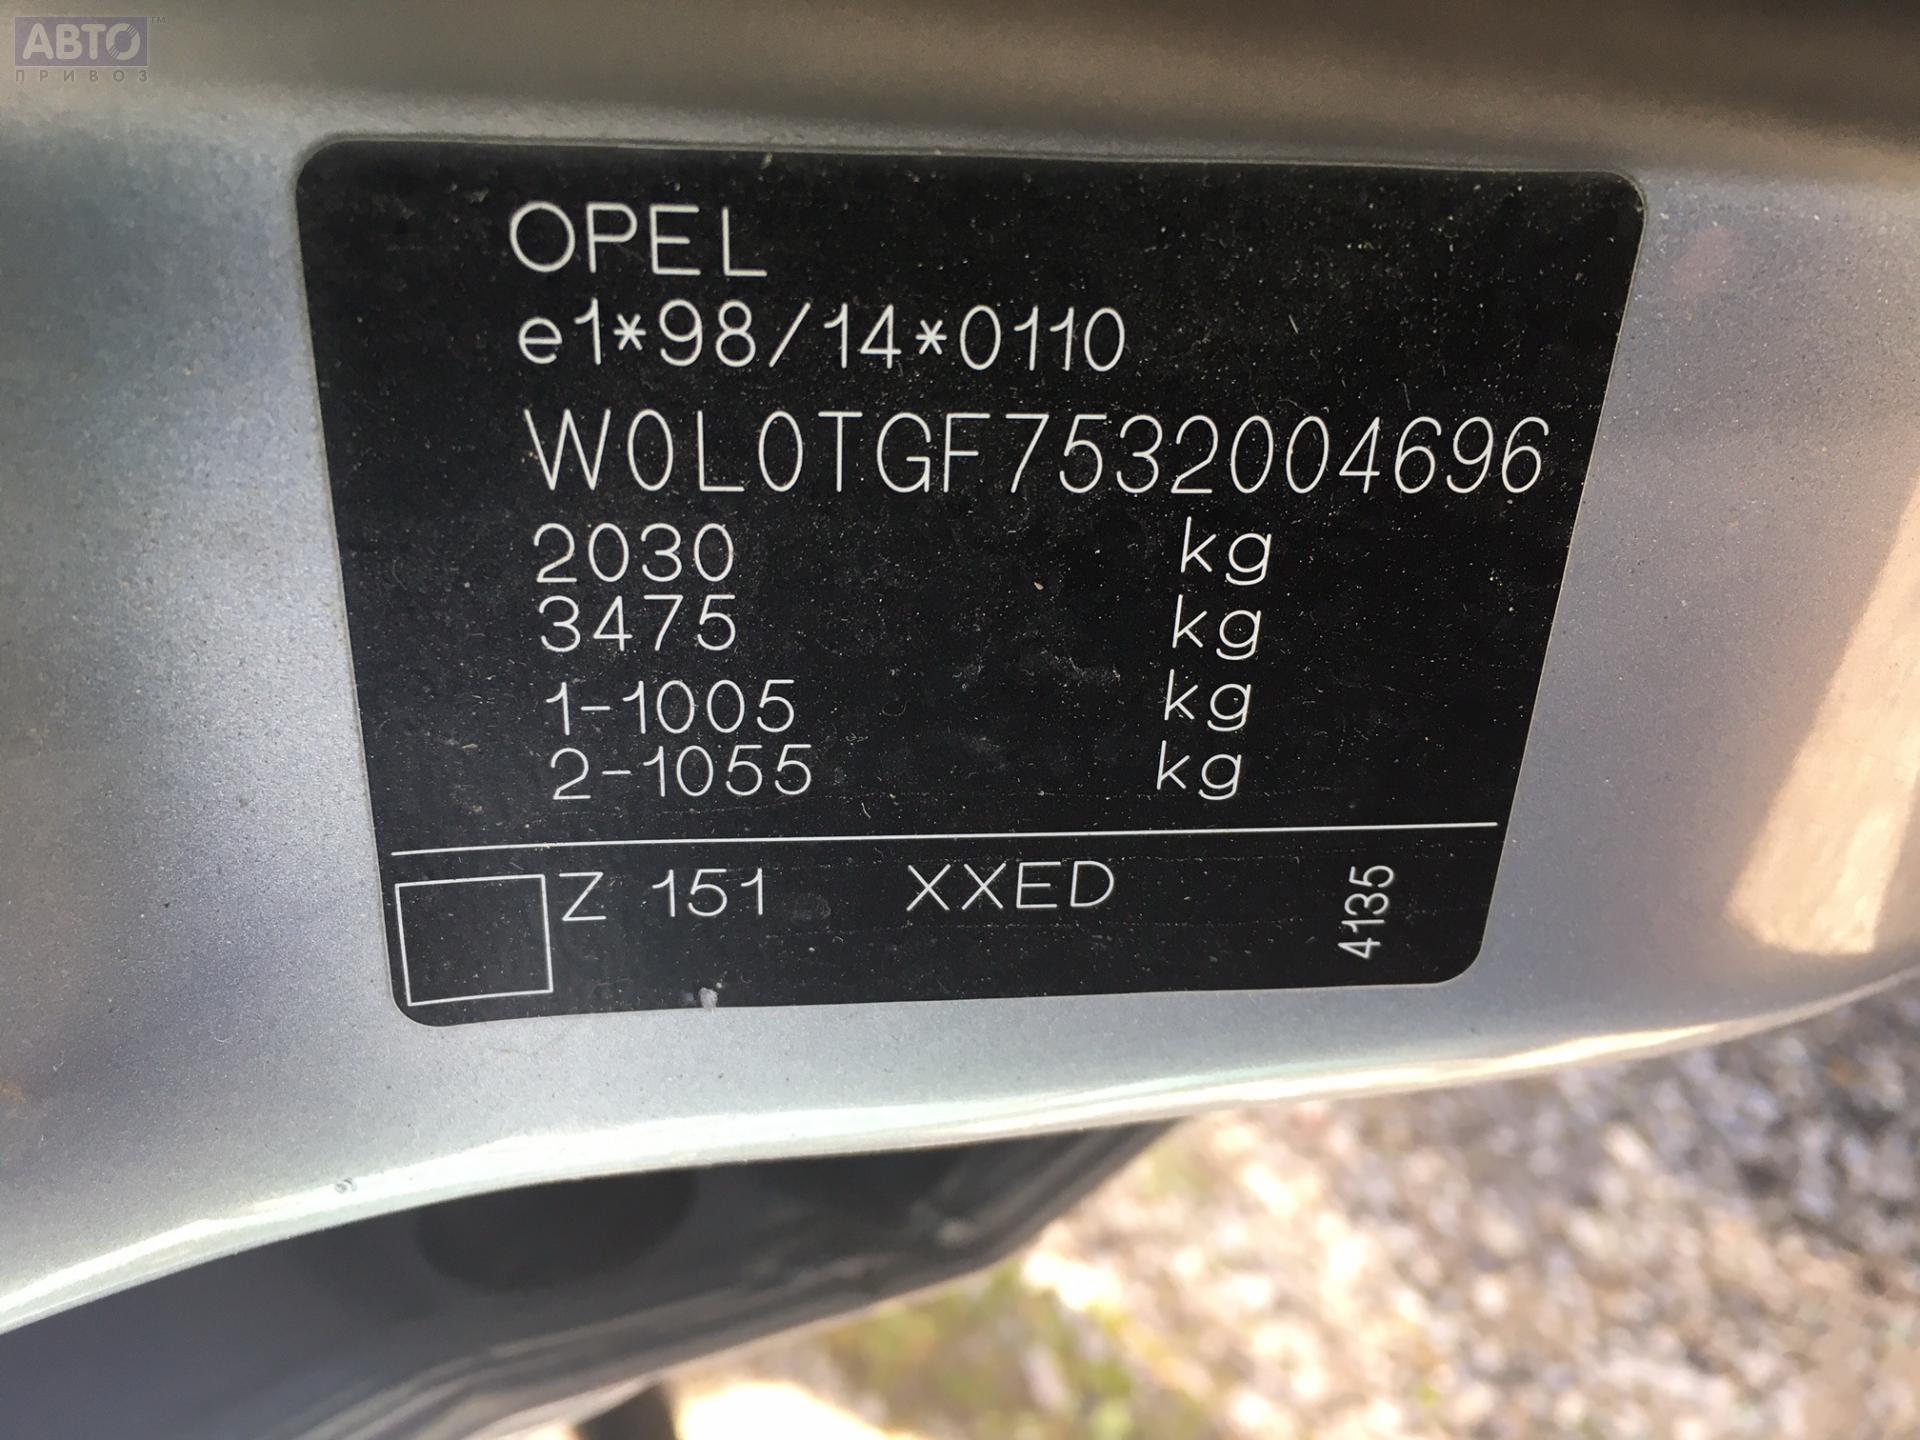 АВТО™
ПРИВОЗ
OPEL
e1*98/14*0110
W0L0TGF7532004696
2030 kg
3475 kg
1-1005 kg
2-1055 kg
Z 151 XXED
4135